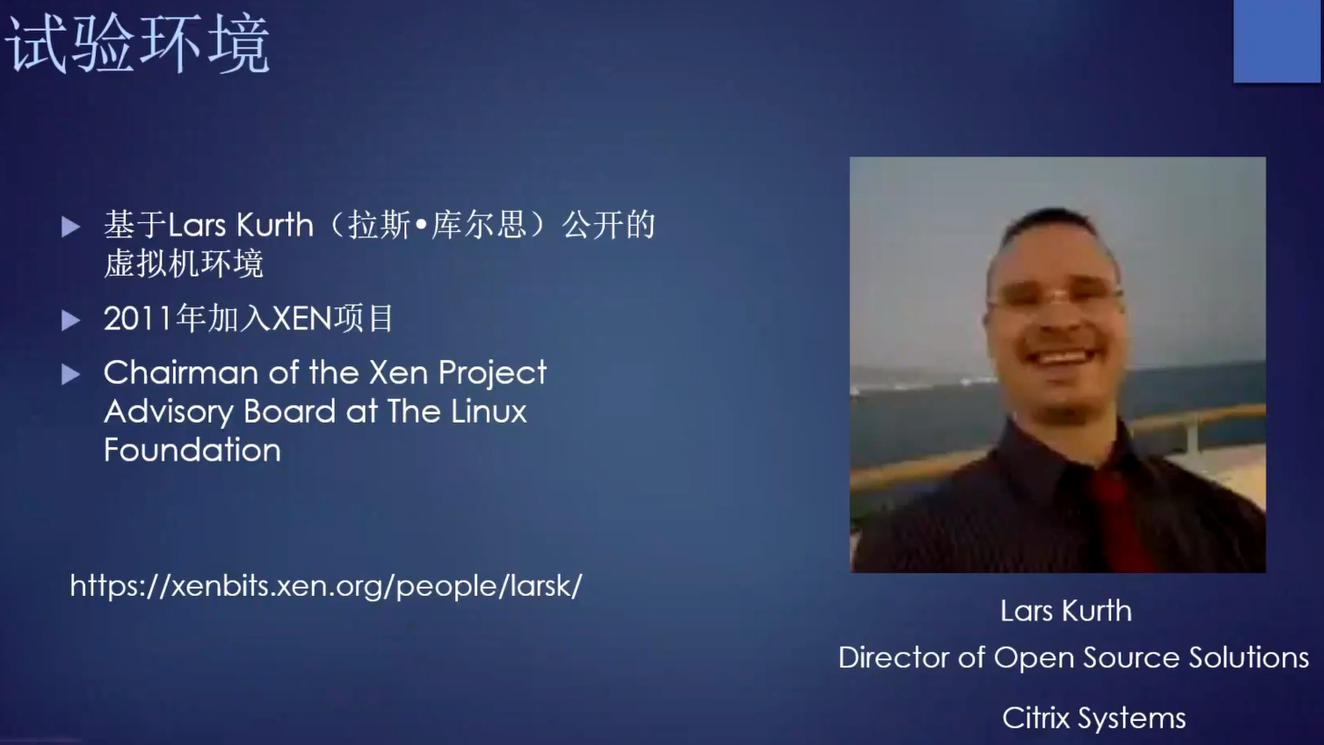 试验环境
基于Lars Kurth（拉斯•库尔思）公开的
虚拟机环境
2011年加入XEN项目
Chairman of the Xen Project
Advisory Board at The Linux
Foundation
https://xenbits.xen.org/people/larsk/
Lars Kurth
Director of Open Source Solutions
Citrix Systems